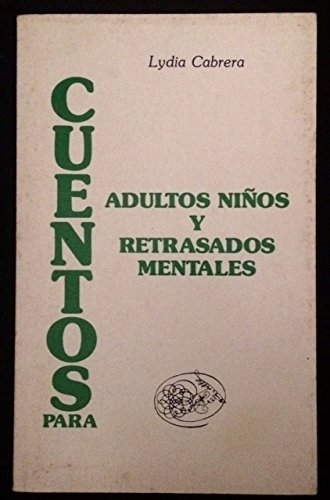 Lydia Cabrera
CUENTOS
PARA
ADULTOS NIÑOS
Y
RETRASADOS
MENTALES